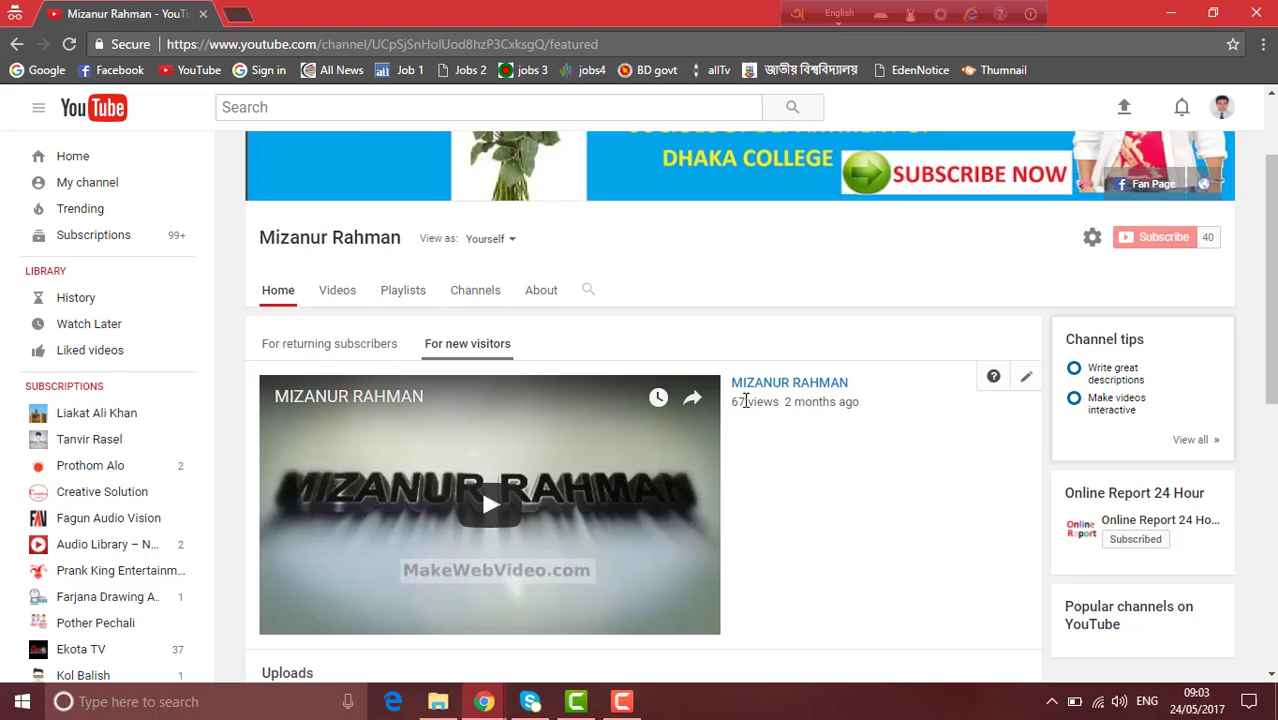 Mizanur Rahman - YouTu
English
Secure
https://www.youtube.com/channel/UCpSjSnHolUod8hzP3CxksgQ/featured
Google Facebook YouTube Sign in All News Job 1 Jobs 2 jobs 3 jobs4 BD govt allTv জাতীয় বিশ্ববিদ্যালয় EdenNotice Thumnail
YouTube
Search
DHAKA COLLEGE
SUBSCRIBE NOW
Fan Page
Home
My channel
Trending
Subscriptions 99+
LIBRARY
History
Watch Later
Liked videos
SUBSCRIPTIONS
Liakat Ali Khan
Tanvir Rasel
Prothom Alo 2
Creative Solution
Fagun Audio Vision
Audio Library – N... 2
Prank King Entertainm...
Farjana Drawing A.. 1
Pother Pechali
Ekota TV 37
Kol Balish 1
Mizanur Rahman
View as: Yourself
Subscribe 40
Home Videos Playlists Channels About
For returning subscribers For new visitors
MIZANUR RAHMAN
MIZANUR RAHMAN
MakeWebVideo.com
MIZANUR RAHMAN
67 views 2 months ago
Uploads
Channel tips
Write great
descriptions
Make videos
interactive
View all »
Online Report 24 Hour
Online Report
Online Report 24 Ho...
Subscribed
Popular channels on
YouTube
Type here to search
ENG
09:03
24/05/2017